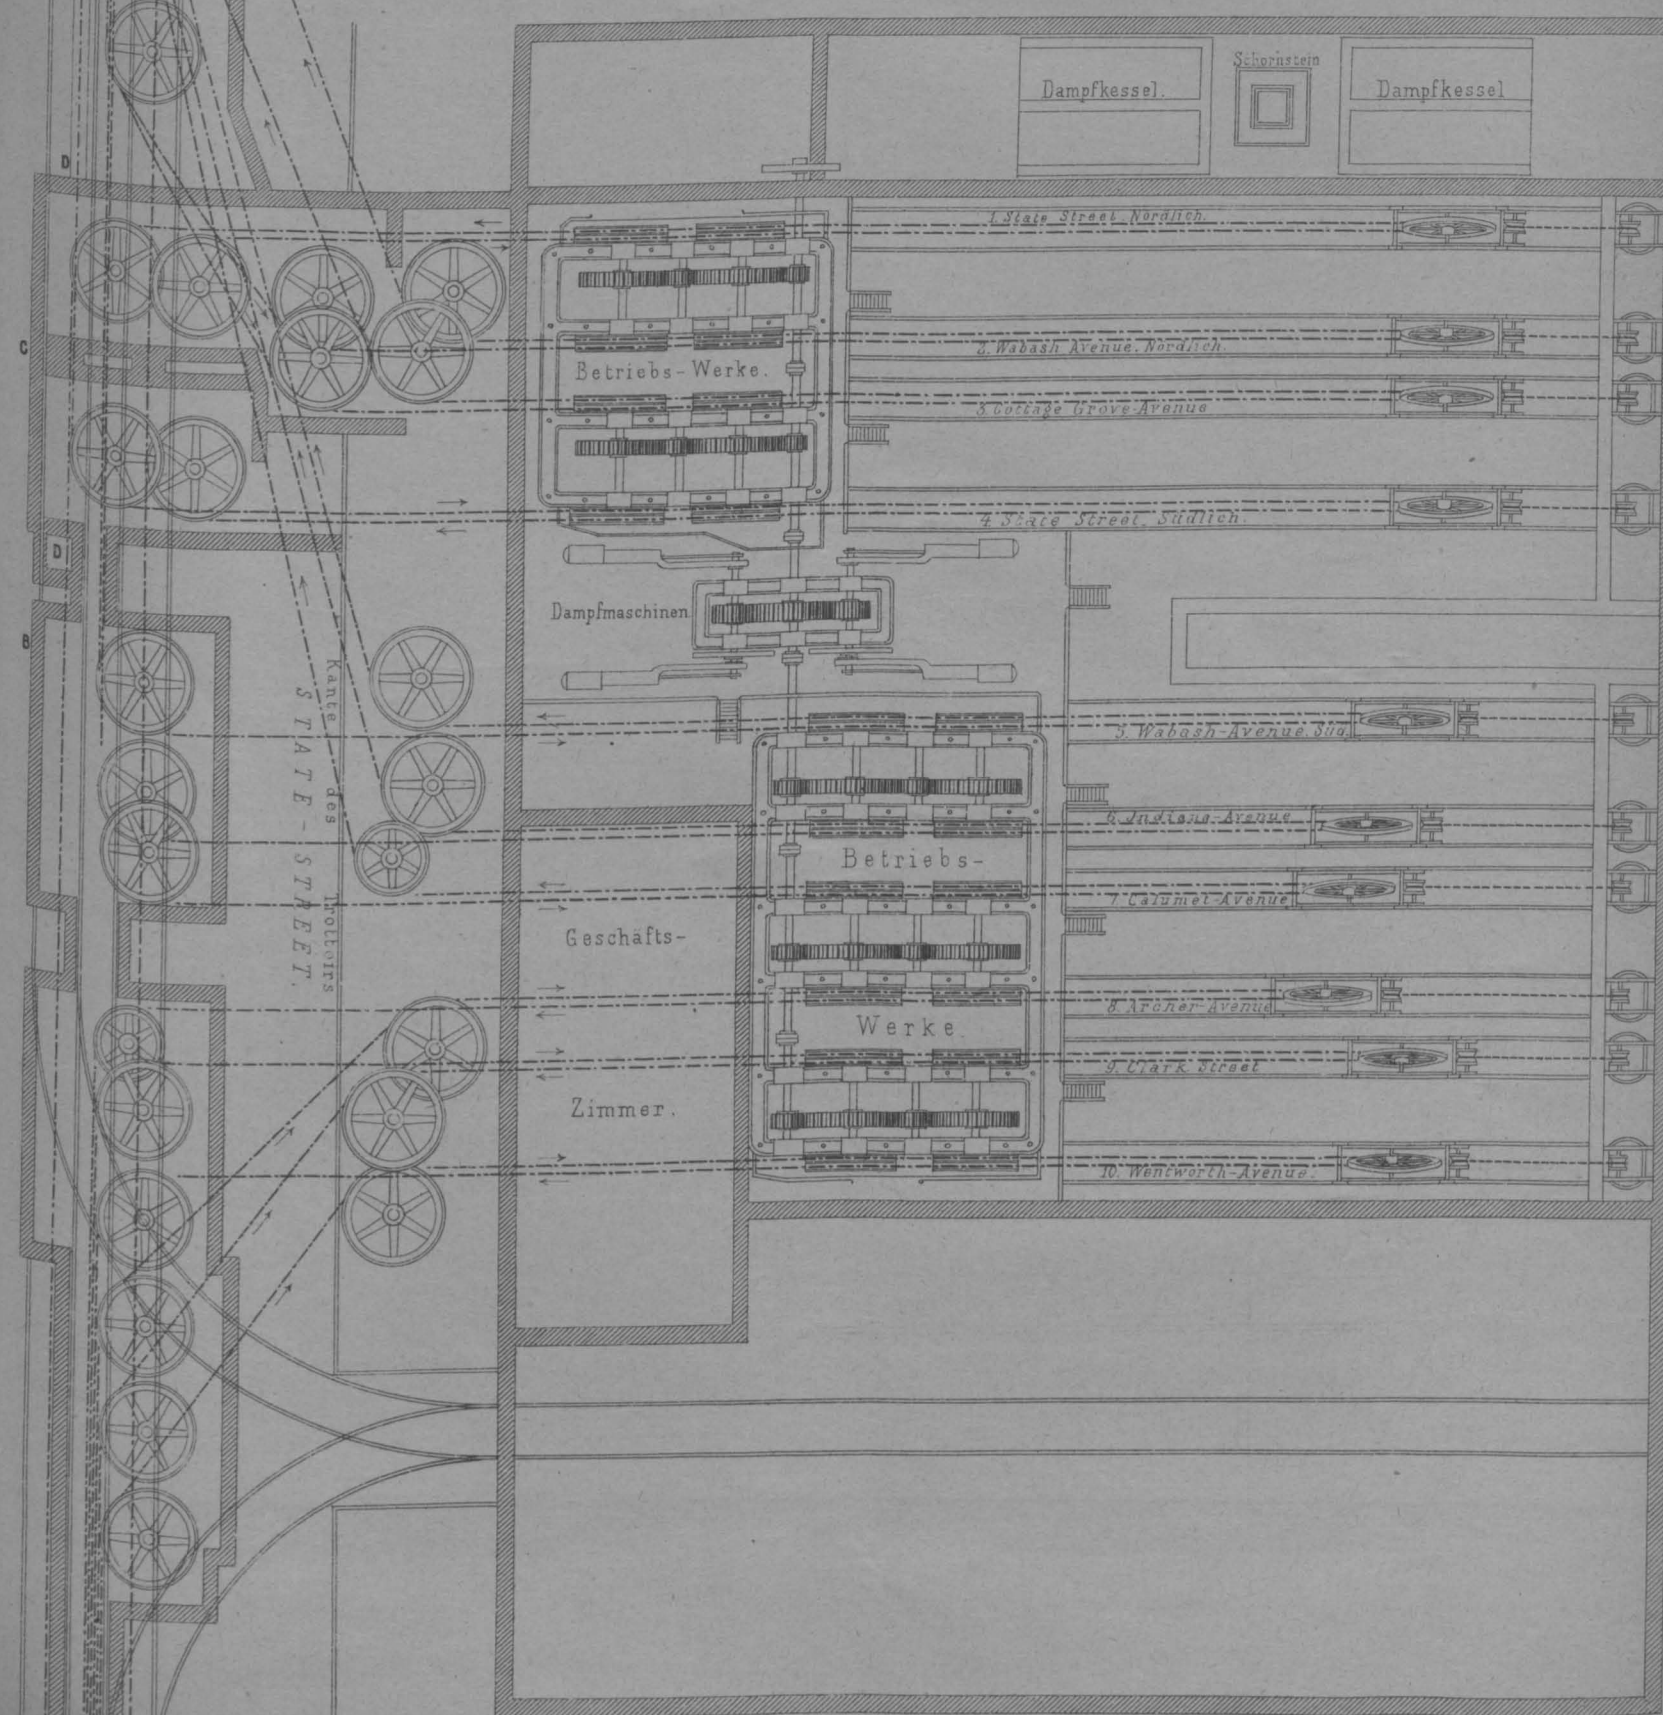 Schornstein
Dampfkessel.
Dampfkessel
D
1. State Street. Nördlich.
C
2. Wabash Avenue. Nördlich.
Betriebs-Werke.
3. Cottage Grove-Avenue
4. State Street. Südlich.
D
Dampfmaschinen
B
Kante des Trottoirs
STATE-STREET.
5. Wabash-Avenue. Süd
6. Indiana-Avenue
Betriebs-
7. Calumet-Avenue
Geschäfts-
8. Archer-Avenue
Werke.
9. Clark Street
Zimmer.
10. Wentworth-Avenue.